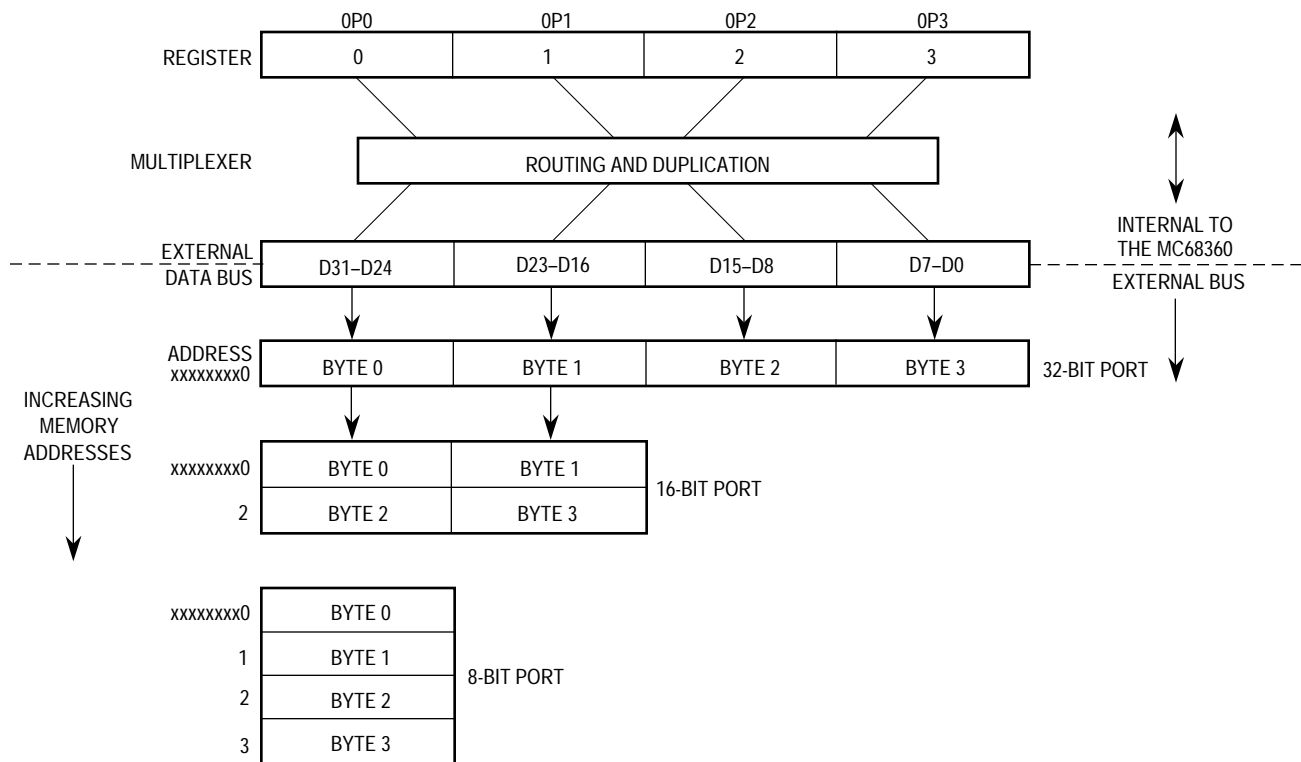 0P0 0P1 0P2 0P3
REGISTER 0 1 2 3
MULTIPLEXER ROUTING AND DUPLICATION
INTERNAL TO
THE MC68360
EXTERNAL
DATA BUS
D31–D24 D23–D16 D15–D8 D7–D0
EXTERNAL BUS
ADDRESS
xxxxxxxx0
BYTE 0 BYTE 1 BYTE 2 BYTE 3
32-BIT PORT
INCREASING
MEMORY
ADDRESSES
xxxxxxxx0 BYTE 0 BYTE 1
16-BIT PORT
2 BYTE 2 BYTE 3
xxxxxxxx0 BYTE 0
1 BYTE 1
8-BIT PORT
2 BYTE 2
3 BYTE 3